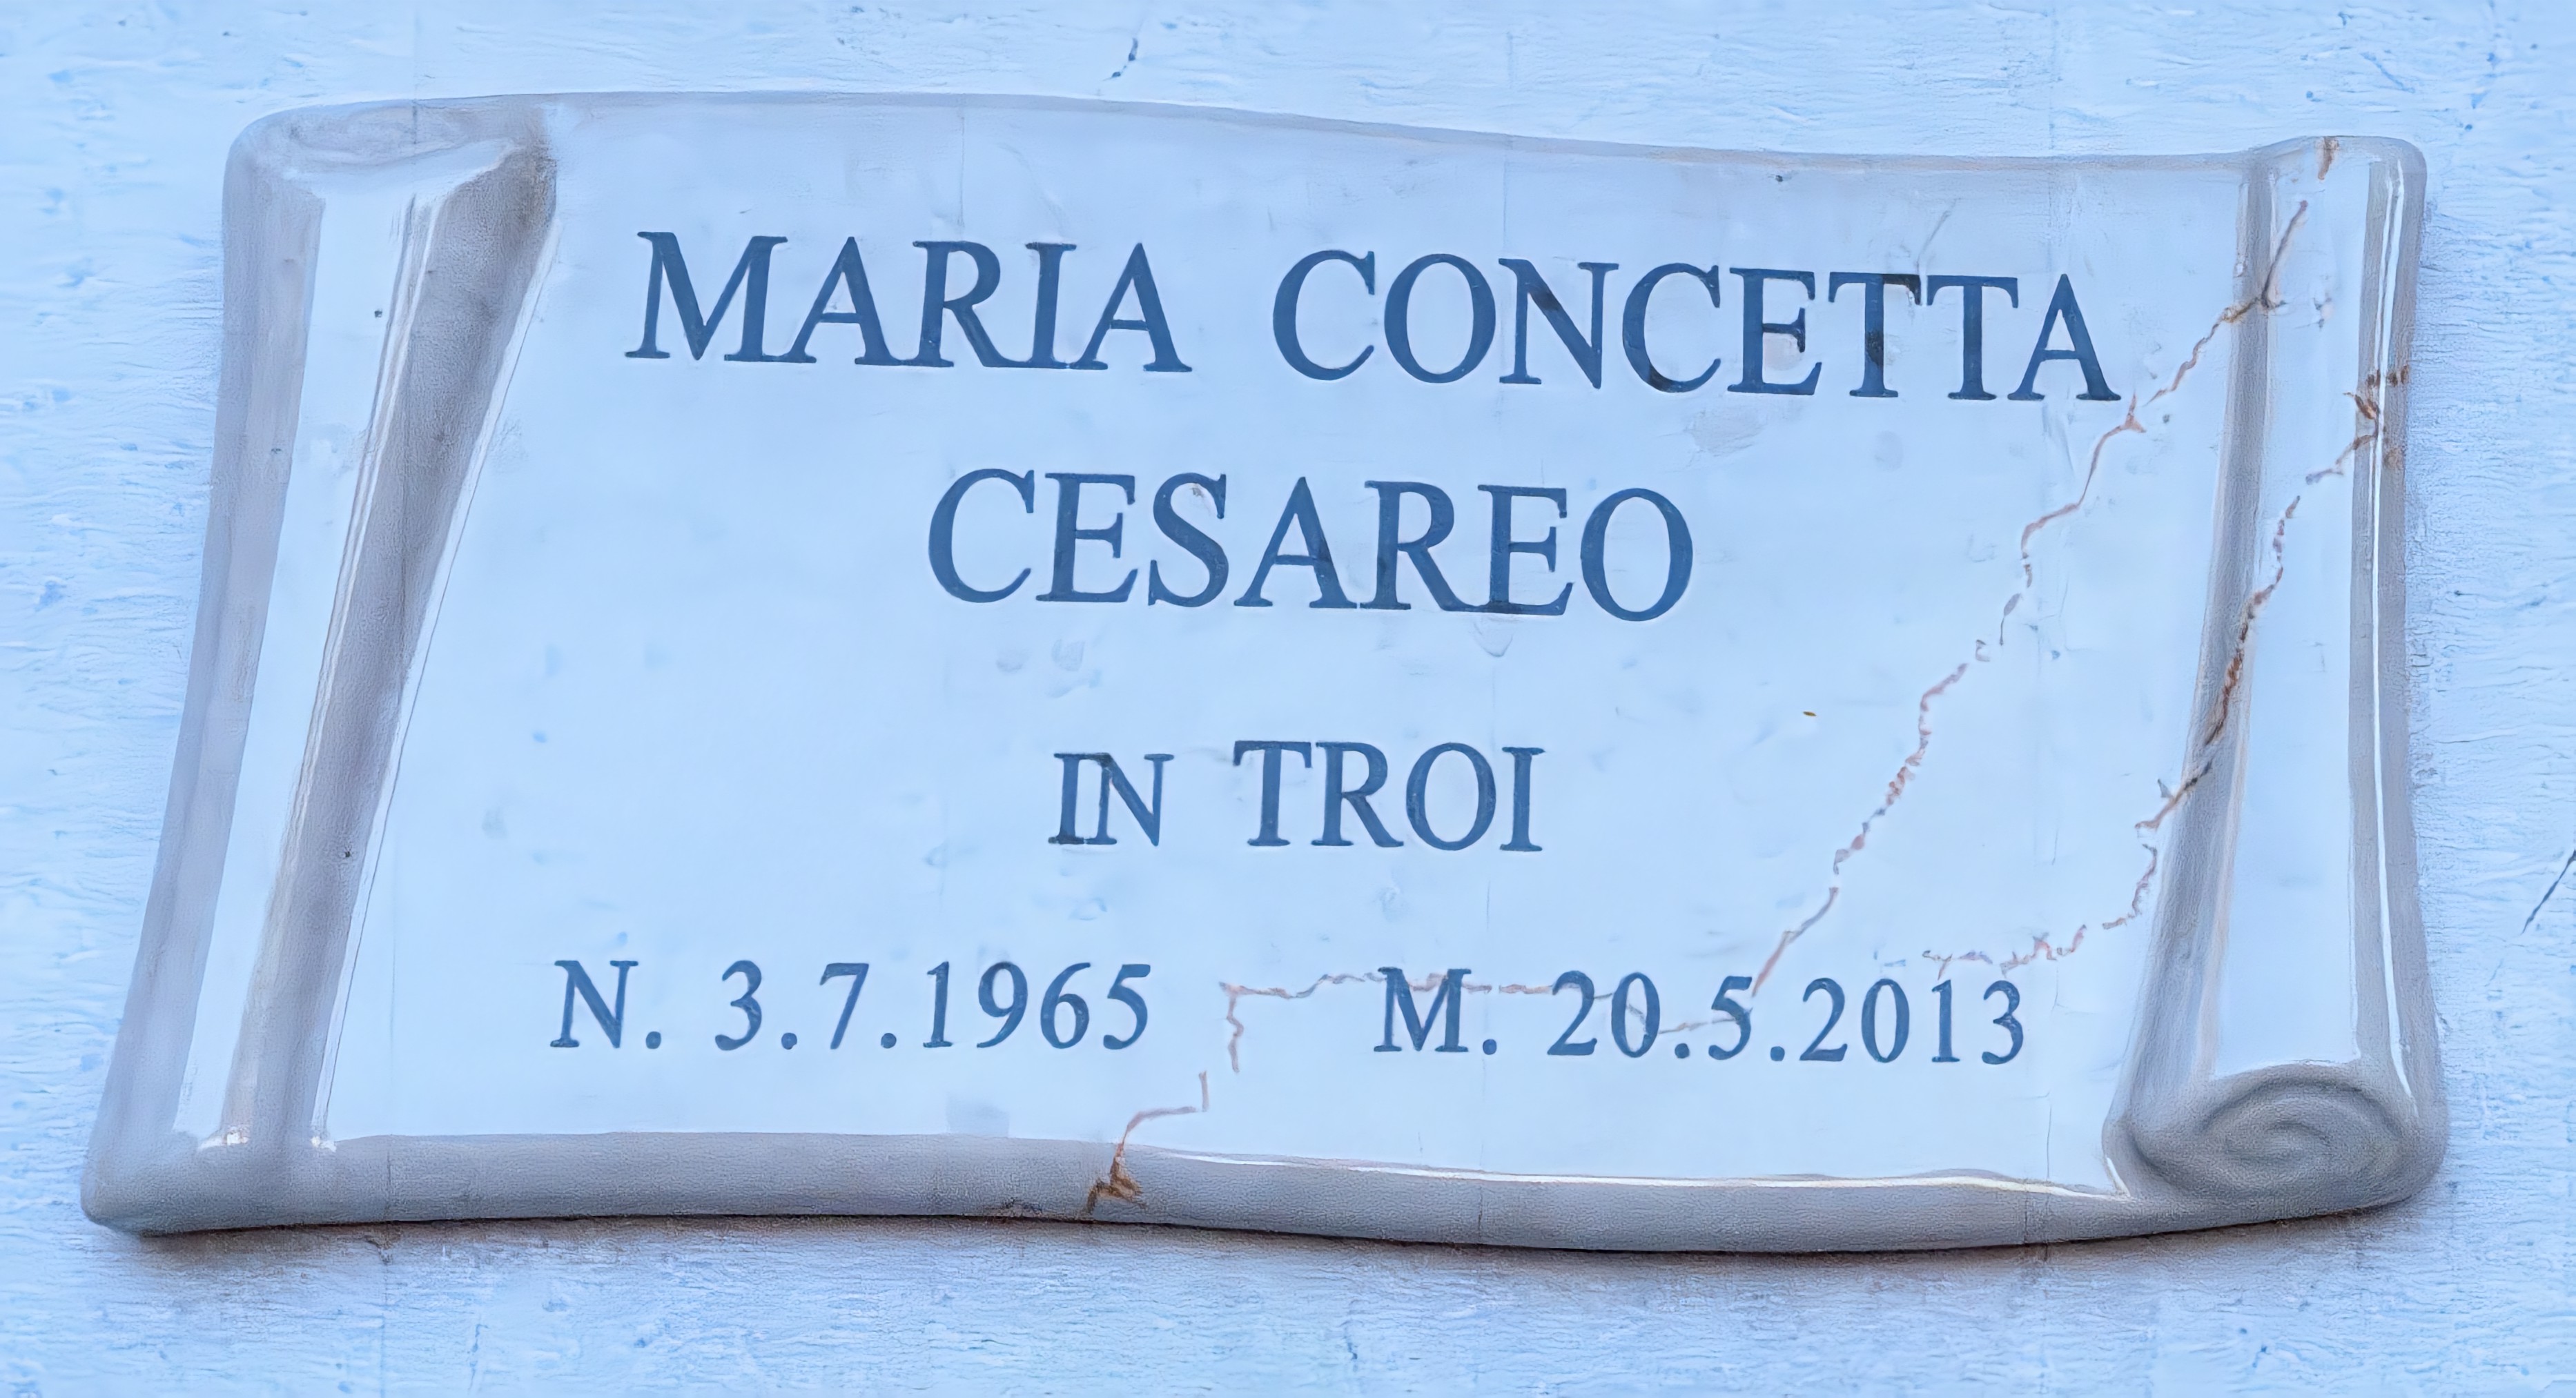 MARIA CONCETTA
CESAREO
IN TROI
N. 3.7.1965 M. 20.5.2013